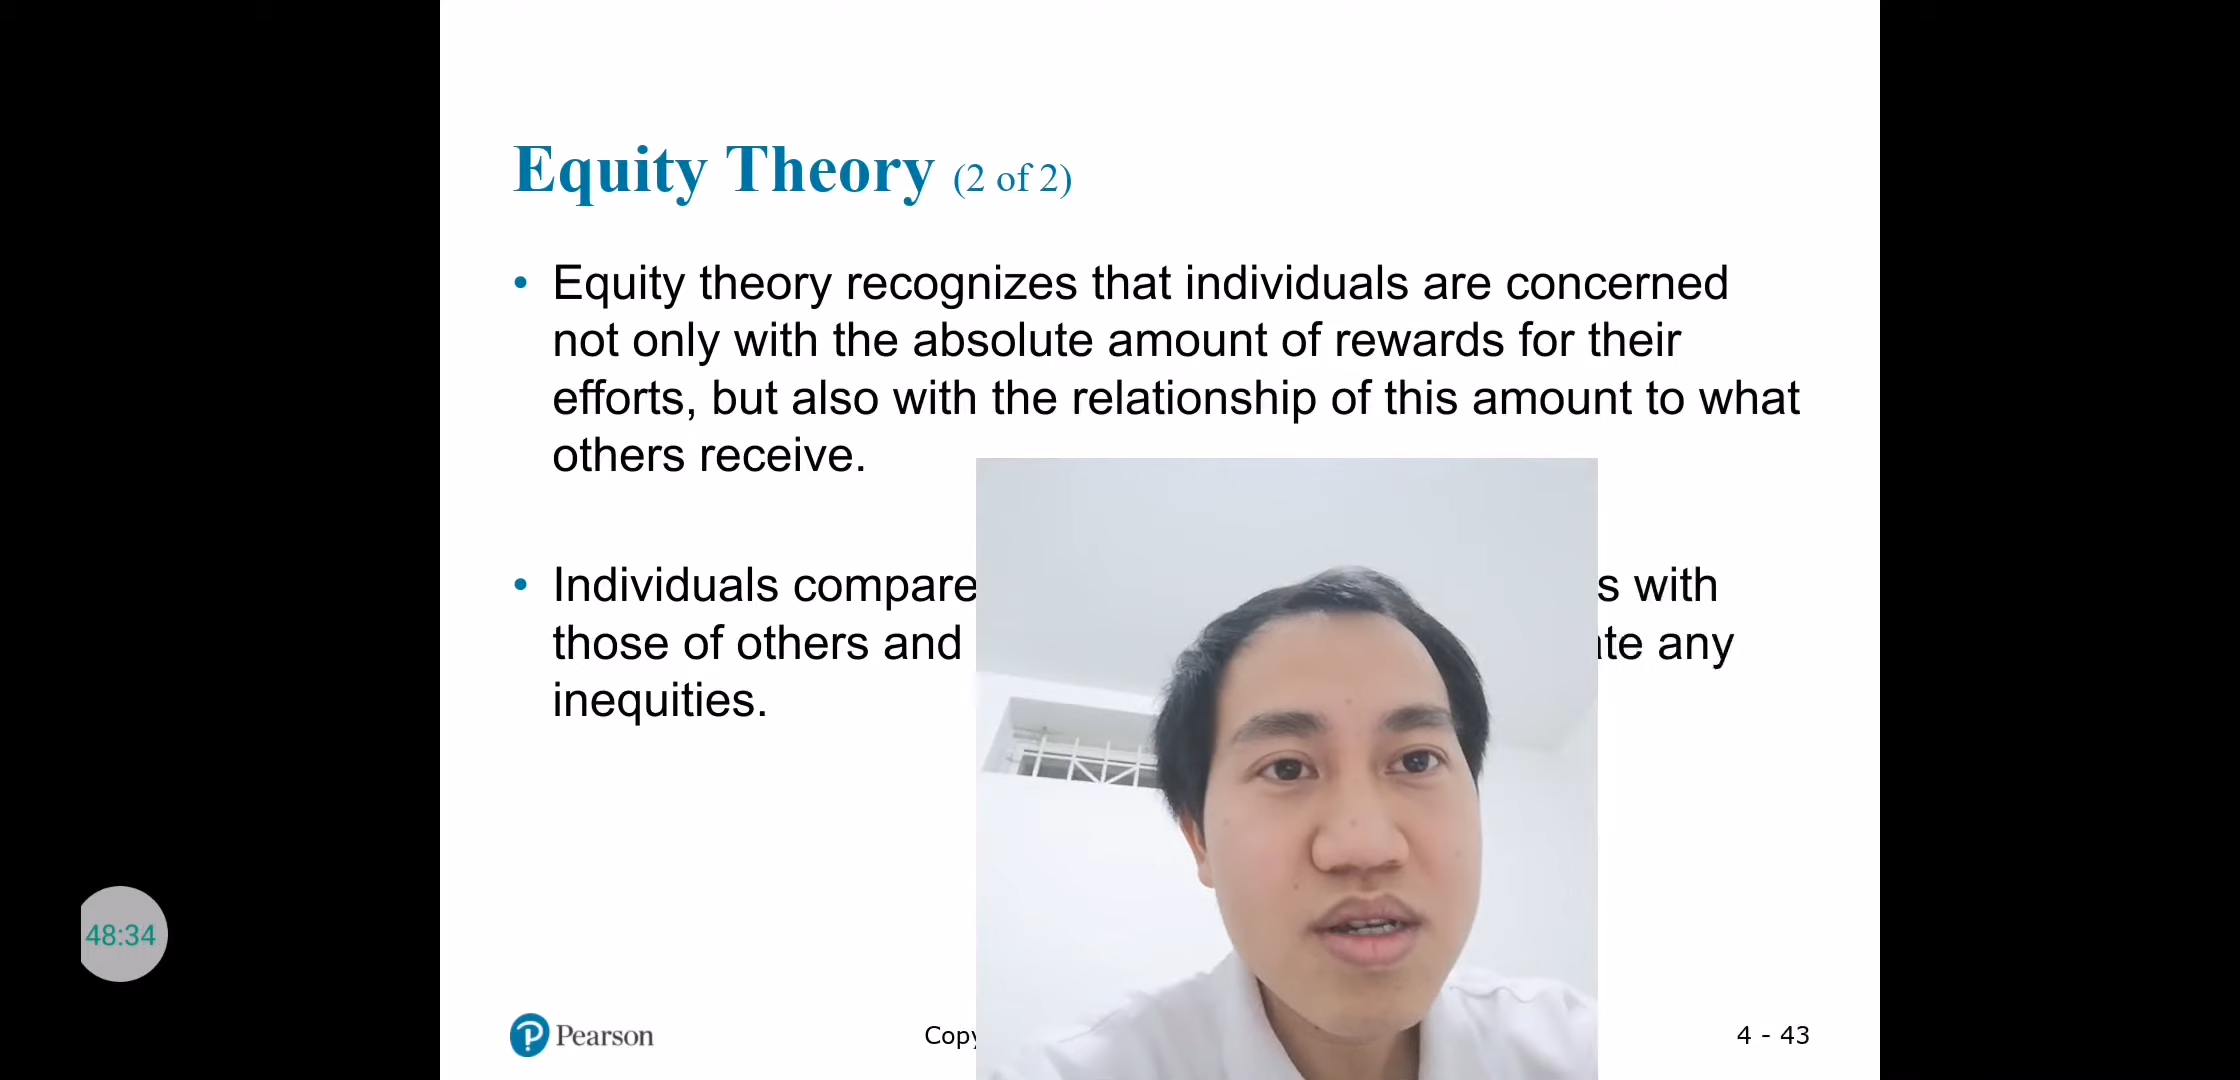 Equity Theory (2 of 2)
• Equity theory recognizes that individuals are concerned
not only with the absolute amount of rewards for their
efforts, but also with the relationship of this amount to what
others receive.
• Individuals compare s with
those of others and any
inequities.
48:34
Pearson
4 - 43